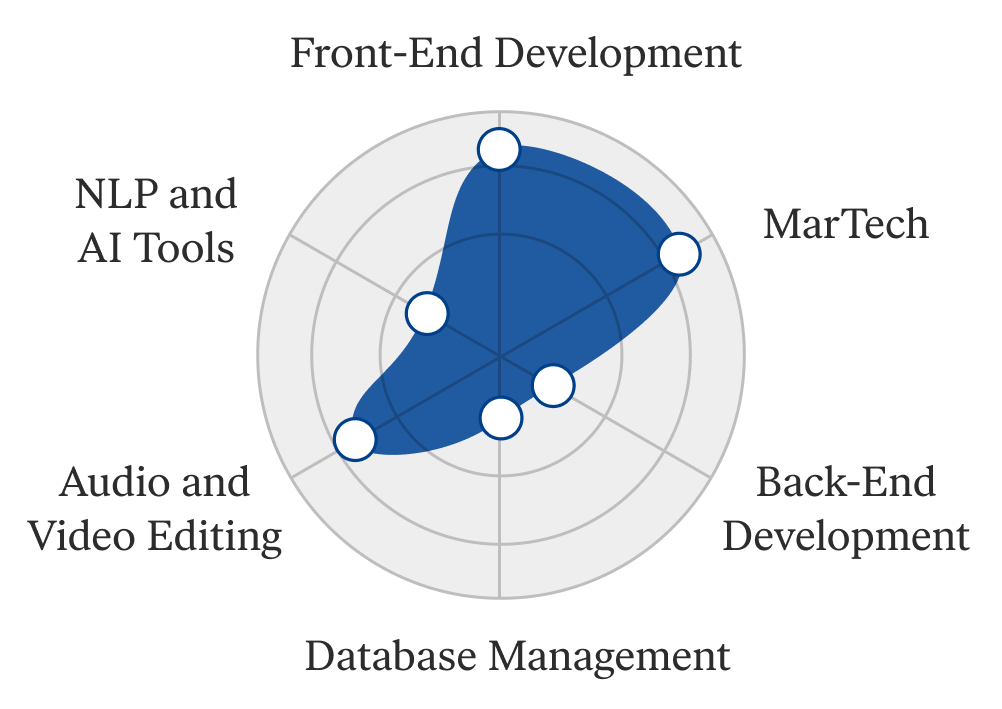 Front-End Development
NLP and
AI Tools
MarTech
Audio and
Video Editing
Back-End
Development
Database Management